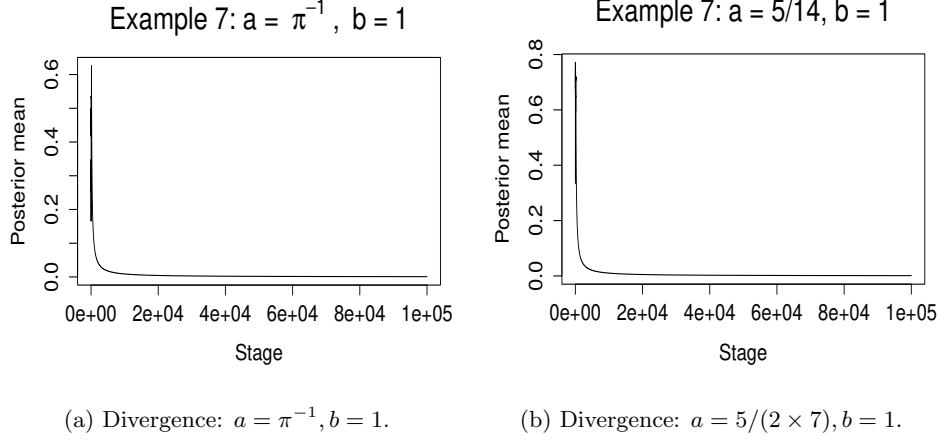 Example 7: a = π⁻¹ , b = 1
Posterior mean
0.6
0.4
0.2
0.0
0e+00 2e+04 4e+04 6e+04 8e+04 1e+05
Stage
(a) Divergence: a = π⁻¹, b = 1.
Example 7: a = 5/14, b = 1
Posterior mean
0.8
0.6
0.4
0.2
0.0
0e+00 2e+04 4e+04 6e+04 8e+04 1e+05
Stage
(b) Divergence: a = 5/(2 × 7), b = 1.